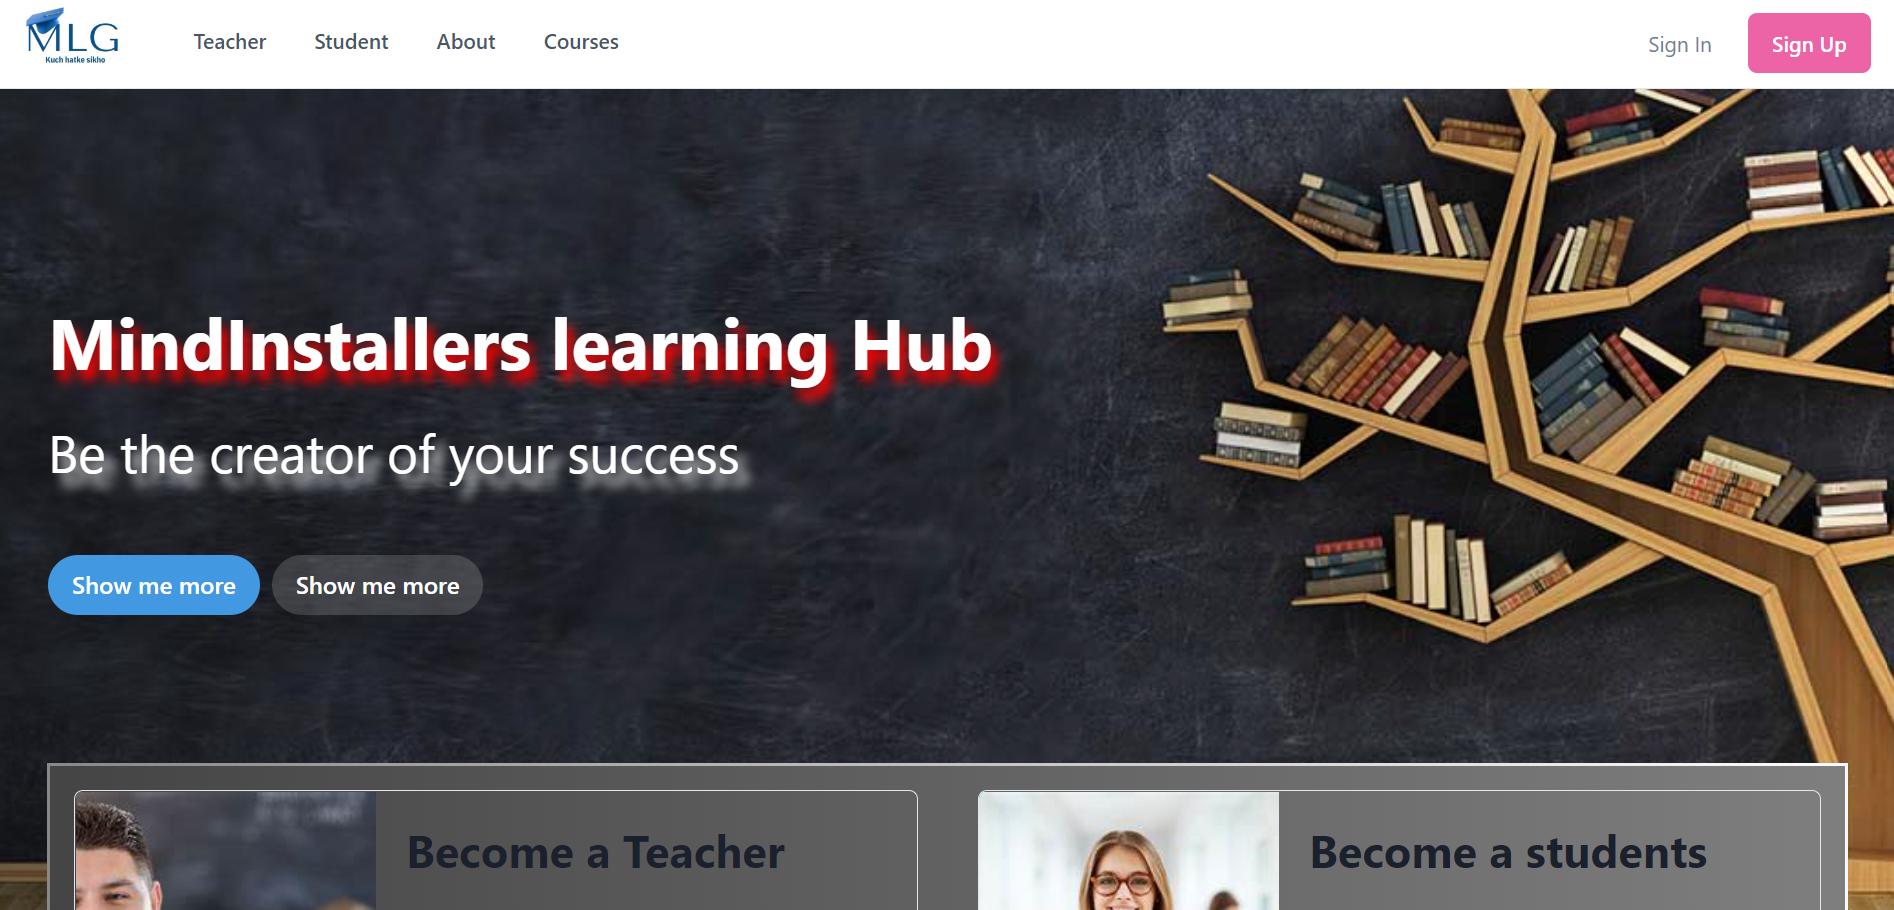 MLG
Kuch hatke sikho
Teacher Student About Courses
Sign In Sign Up
MindInstallers learning Hub
Be the creator of your success
Show me more Show me more
Become a Teacher
Become a students